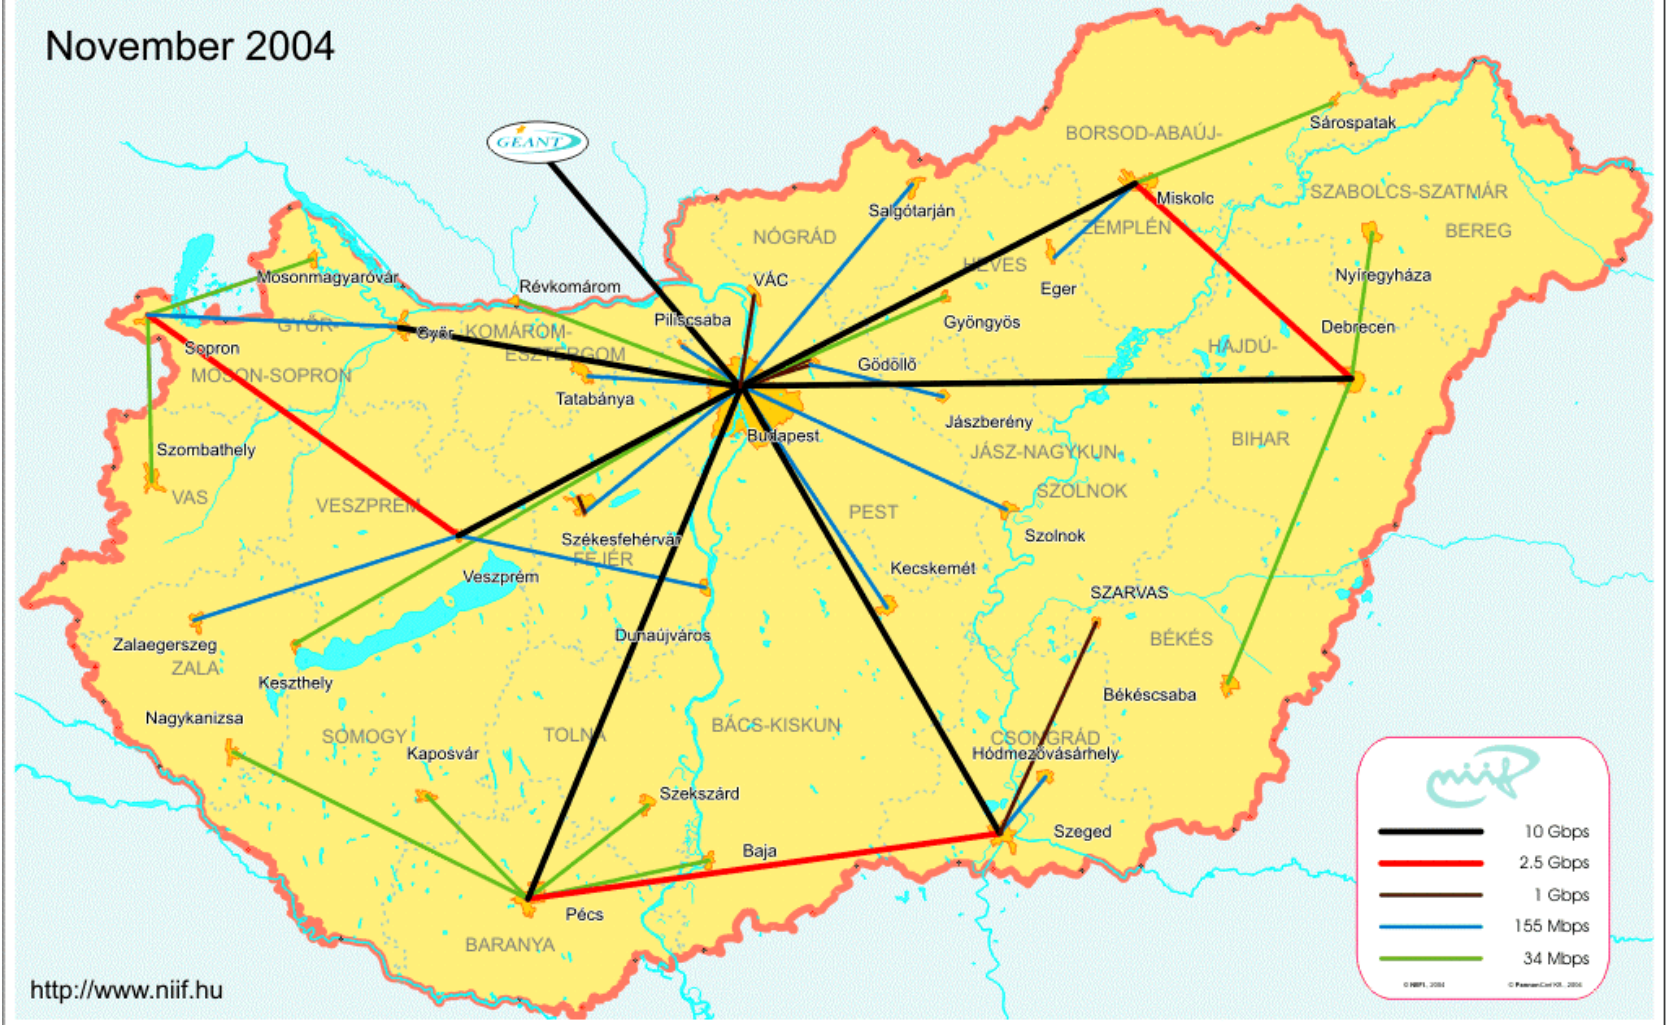 November 2004
GEANT
BORSOD-ABAÚJ-
Sárospatak
ZEMPLÉN
Miskolc
SZABOLCS-SZATMÁR
BEREG
Salgótarján
NÓGRÁD
HEVES
Eger
Nyíregyháza
Mosonmagyaróvár
Révkomárom
VÁC
Piliscsaba
Gyöngyös
Debrecen
GYŐR-
Győr
KOMÁROM-
ESZTERGOM
Sopron
MOSON-SOPRON
Gödöllő
HAJDÚ-
Tatabánya
Jászberény
Budapest
BIHAR
JÁSZ-NAGYKUN-
SZOLNOK
Szombathely
VAS
VESZPRÉM
PEST
Székesfehérvár
FEJÉR
Szolnok
Veszprém
Kecskemét
SZARVAS
Zalaegerszeg
ZALA
Dunaújváros
BÉKÉS
Keszthely
Békéscsaba
Nagykanizsa
SOMOGY
Kaposvár
TOLNA
BÁCS-KISKUN
CSONGRÁD
Hódmezővásárhely
Szekszárd
Baja
Szeged
Pécs
BARANYA
niif
10 Gbps
2.5 Gbps
1 Gbps
155 Mbps
34 Mbps
http://www.niif.hu